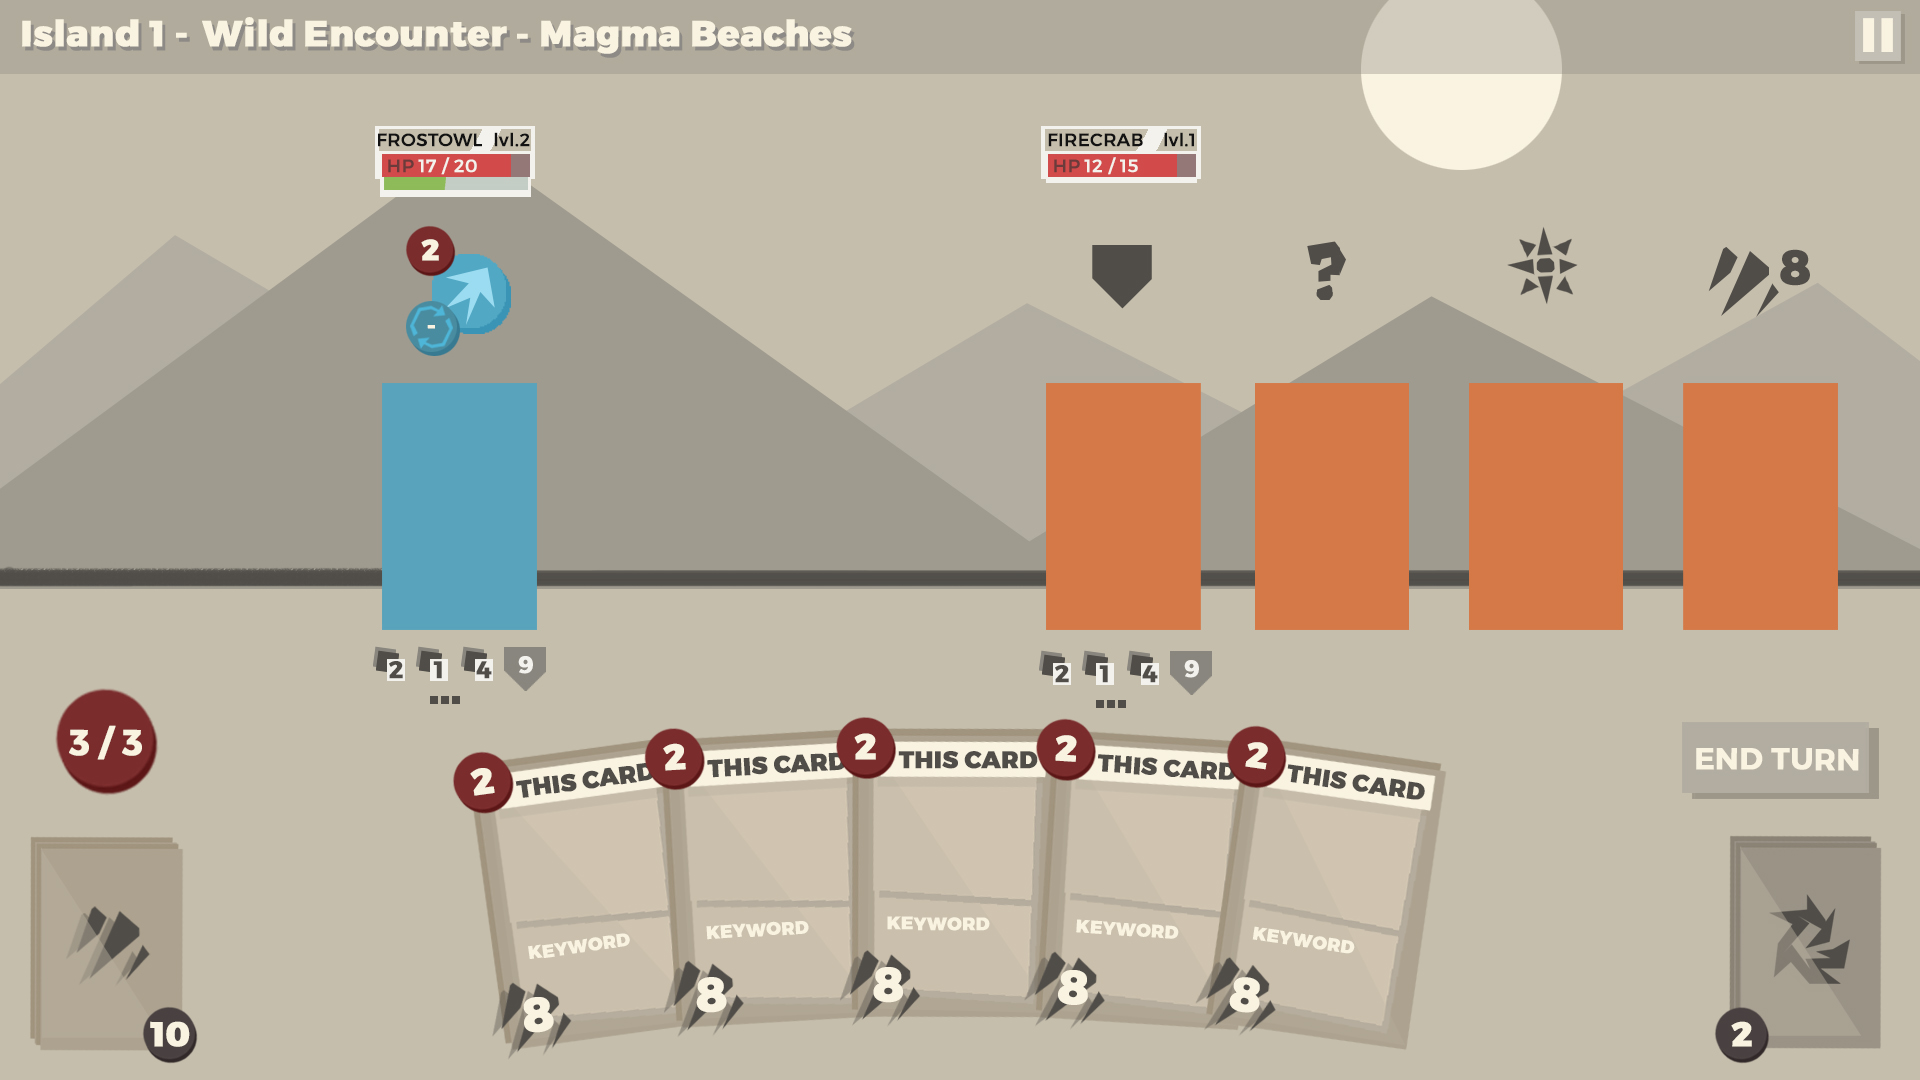 Island 1 - Wild Encounter - Magma Beaches
FROSTOWL lvl.2
HP 17 / 20
FIRECRAB lvl.1
HP 12 / 15
2
-
?
8
2 1 4 9
...
2 1 4 9
...
3 / 3
END TURN
2 THIS CARD
KEYWORD
8
2 THIS CARD
KEYWORD
8
2 THIS CARD
KEYWORD
8
2 THIS CARD
KEYWORD
8
2 THIS CARD
KEYWORD
8
10
2